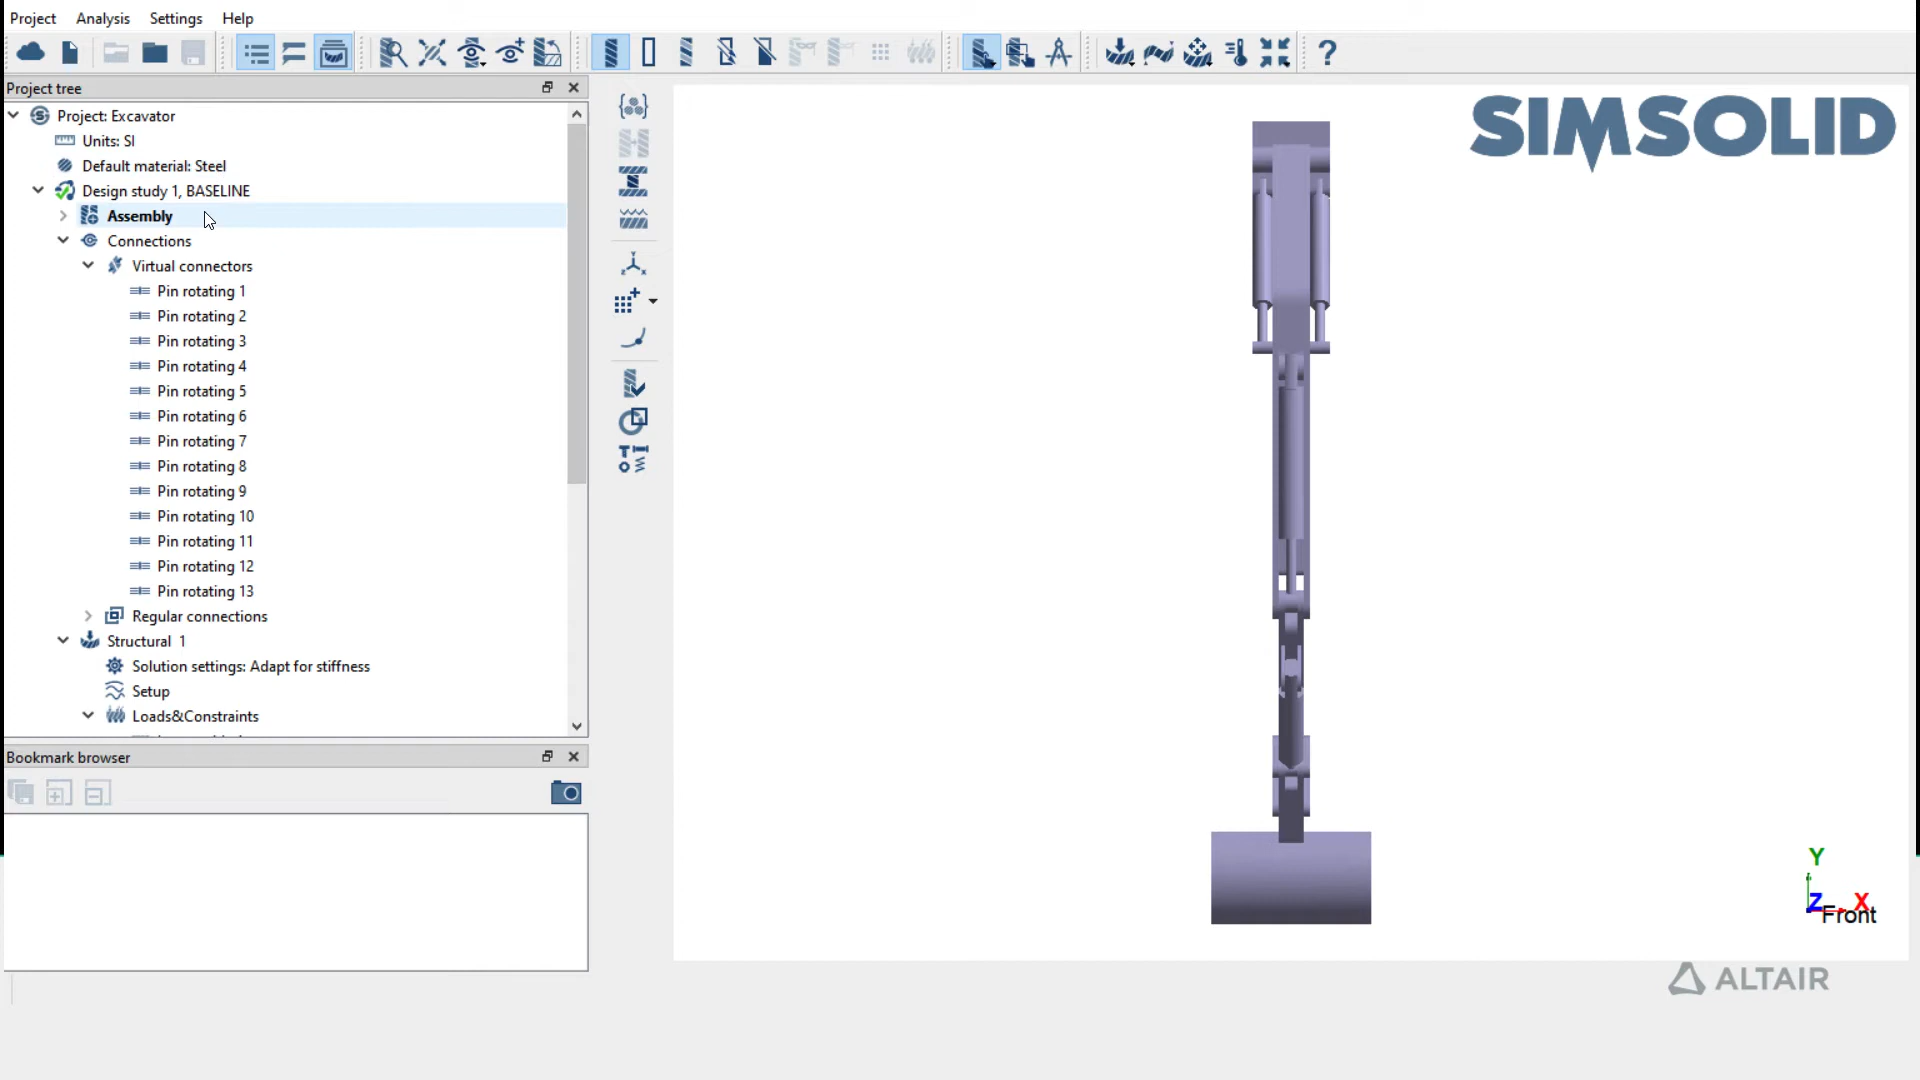 Project Analysis Settings Help
Project tree
Project: Excavator
Units: SI
Default material: Steel
Design study 1, BASELINE
Assembly
Connections
Virtual connectors
Pin rotating 1
Pin rotating 2
Pin rotating 3
Pin rotating 4
Pin rotating 5
Pin rotating 6
Pin rotating 7
Pin rotating 8
Pin rotating 9
Pin rotating 10
Pin rotating 11
Pin rotating 12
Pin rotating 13
Regular connections
Structural 1
Solution settings: Adapt for stiffness
Setup
Loads&Constraints
Bookmark browser
SIMSOLID
Y
Z X
Front
ALTAIR